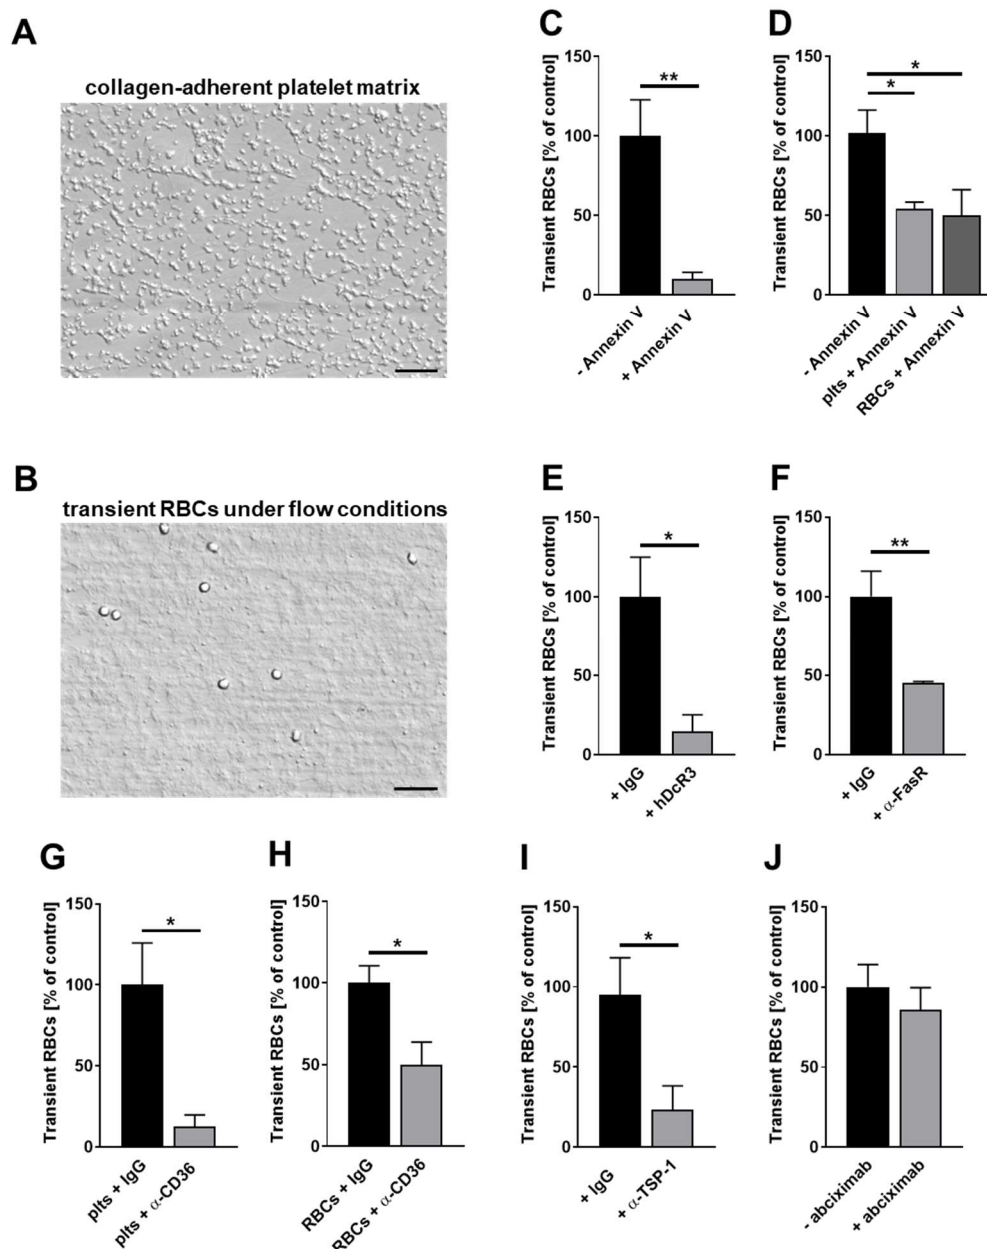 A
collagen-adherent platelet matrix
B
transient RBCs under flow conditions
C
Transient RBCs [% of control]
150
100
50
0
**
- Annexin V
+ Annexin V
D
Transient RBCs [% of control]
150
100
50
0
*
*
- Annexin V
plts + Annexin V
RBCs + Annexin V
E
Transient RBCs [% of control]
150
100
50
0
*
+ IgG
+ hDcR3
F
Transient RBCs [% of control]
150
100
50
0
**
+ IgG
+ α-FasR
G
Transient RBCs [% of control]
150
100
50
0
*
plts + IgG
plts + α-CD36
H
Transient RBCs [% of control]
150
100
50
0
*
RBCs + IgG
RBCs + α-CD36
I
Transient RBCs [% of control]
150
100
50
0
*
+ IgG
+ α-TSP-1
J
Transient RBCs [% of control]
150
100
50
0
- abciximab
+ abciximab